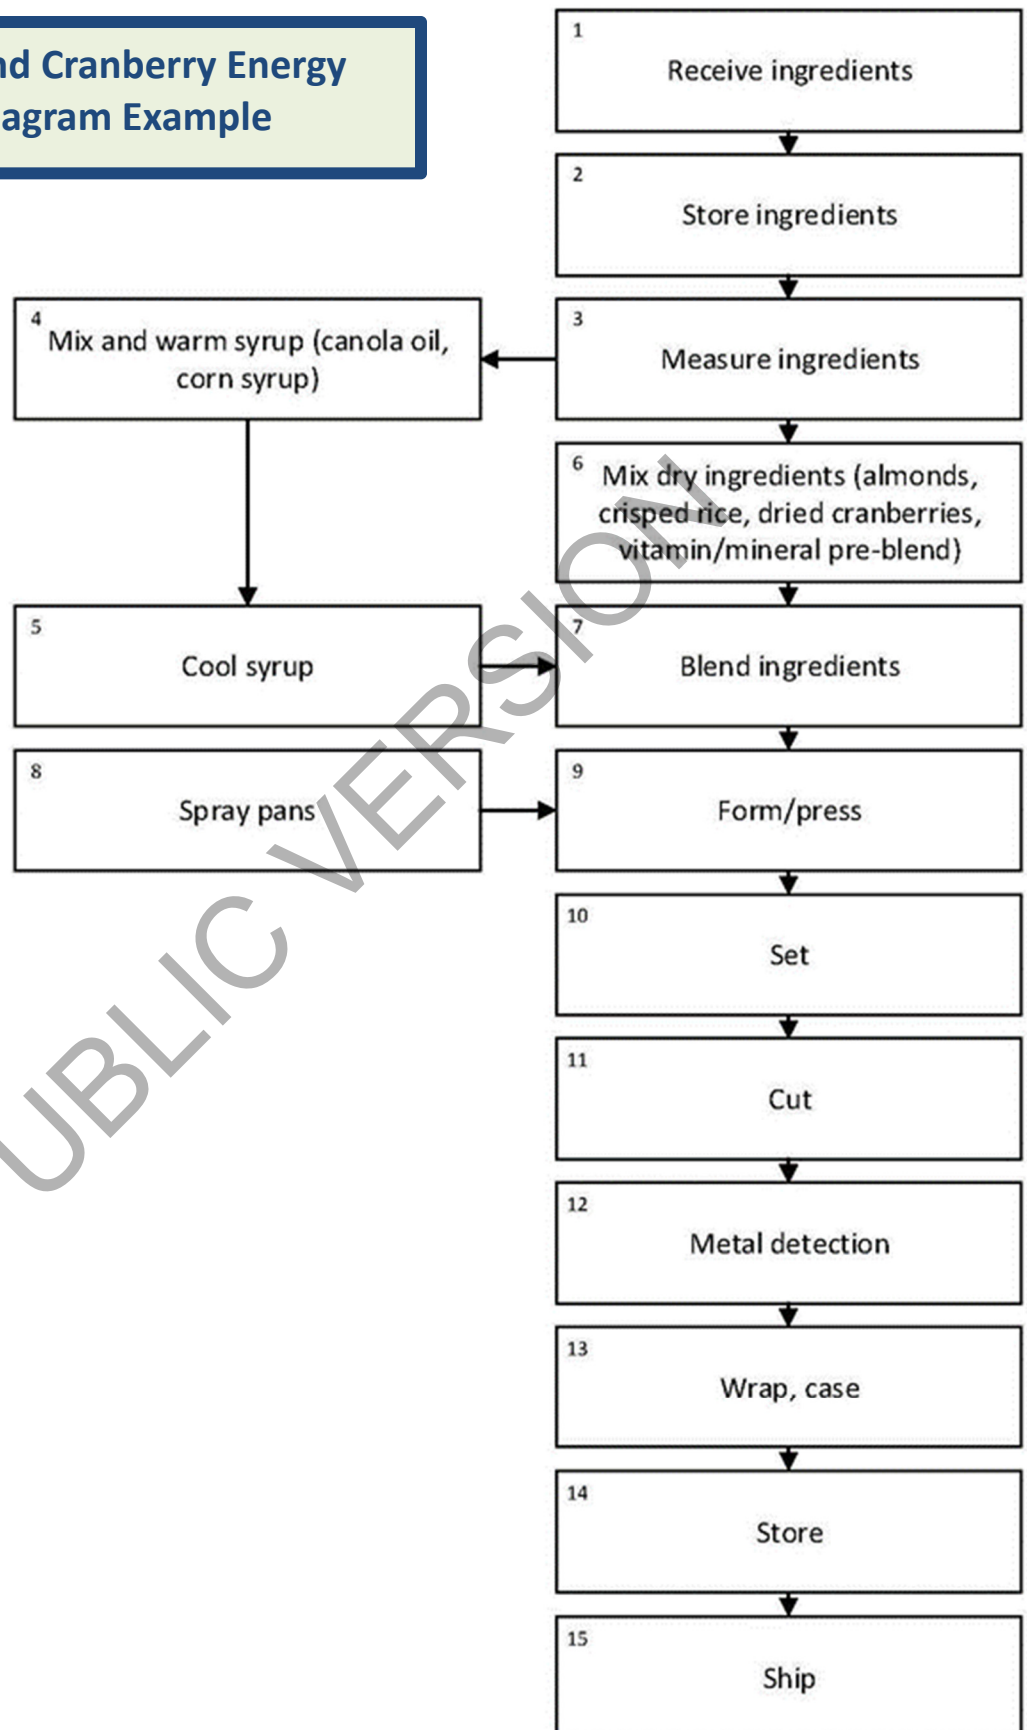 nd Cranberry Energy
agram Example
1
Receive ingredients
2
Store ingredients
3
Measure ingredients
4
Mix and warm syrup (canola oil,
corn syrup)
5
Cool syrup
6
Mix dry ingredients (almonds,
crisped rice, dried cranberries,
vitamin/mineral pre-blend)
7
Blend ingredients
8
Spray pans
9
Form/press
10
Set
11
Cut
12
Metal detection
13
Wrap, case
14
Store
15
Ship
UBLIC VERSION